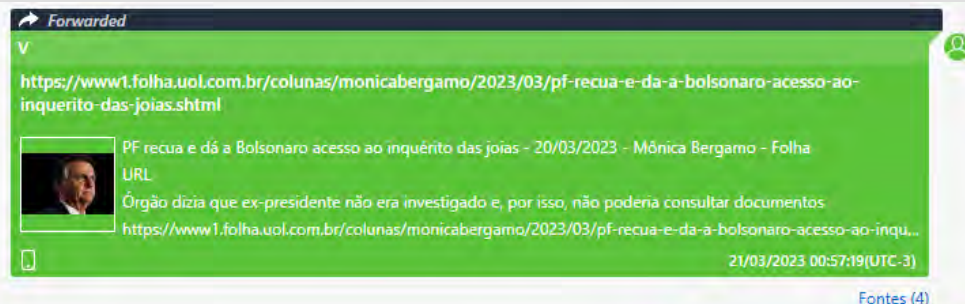 Forwarded
V
https://www1.folha.uol.com.br/colunas/monicabergamo/2023/03/pf-recua-e-da-a-bolsonaro-acesso-ao-
inquerito-das-joias.shtml
PF recua e dá a Bolsonaro acesso ao inquérito das joias - 20/03/2023 - Mônica Bergamo - Folha
URL
Órgão dizia que ex-presidente não era investigado e, por isso, não poderia consultar documentos
https://www1.folha.uol.com.br/colunas/monicabergamo/2023/03/pf-recua-e-da-a-bolsonaro-acesso-ao-inqu...
21/03/2023 00:57:19(UTC-3)
Fontes (4)